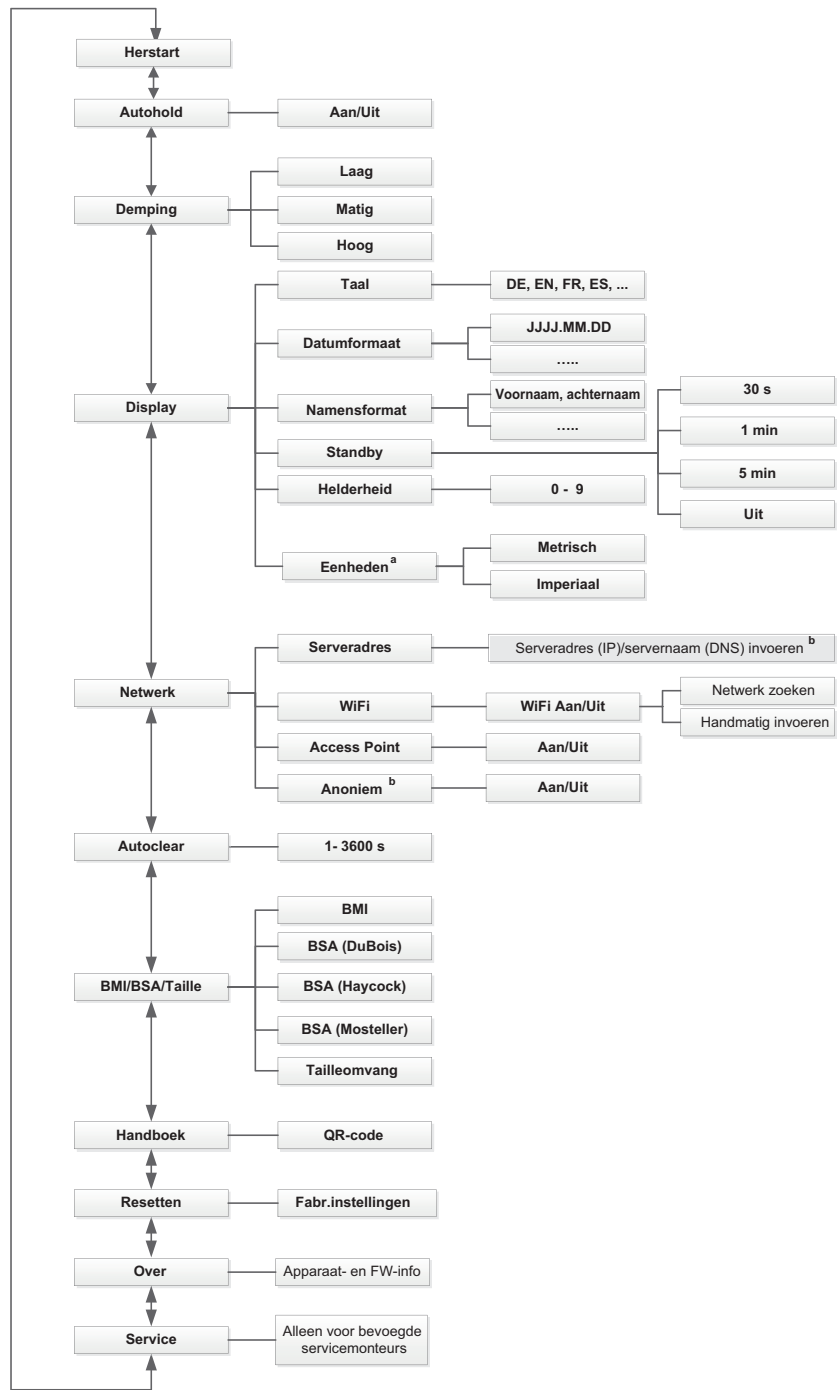 Herstart
Autohold
Aan/Uit
Demping
Laag
Matig
Hoog
Display
Taal
DE, EN, FR, ES, ...
Datumformaat
JJJJ.MM.DD
.....
Namensformat
Voornaam, achternaam
.....
Standby
30 s
1 min
5 min
Uit
Helderheid
0 - 9
Eenheden a
Metrisch
Imperiaal
Netwerk
Serveradres
Serveradres (IP)/servernaam (DNS) invoeren b
WiFi
WiFi Aan/Uit
Netwerk zoeken
Handmatig invoeren
Access Point
Aan/Uit
Anoniem b
Aan/Uit
Autoclear
1- 3600 s
BMI/BSA/Taille
BMI
BSA (DuBois)
BSA (Haycock)
BSA (Mosteller)
Tailleomvang
Handboek
QR-code
Resetten
Fabr.instellingen
Over
Apparaat- en FW-info
Service
Alleen voor bevoegde
servicemonteurs